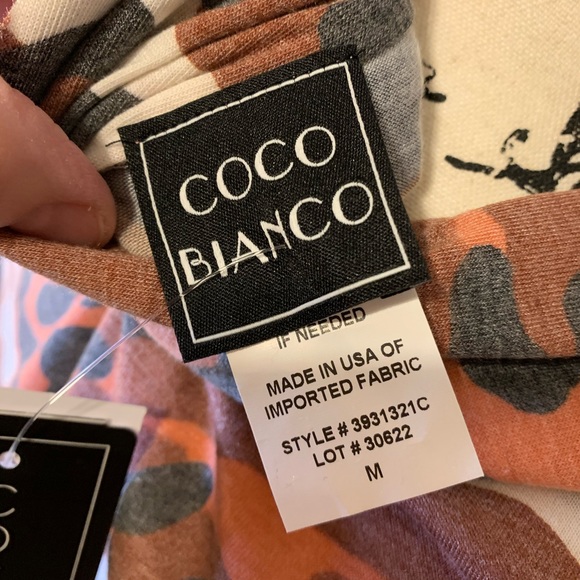 COCO
BIANCO
IF NEEDED
MADE IN USA OF
IMPORTED FABRIC
STYLE # 3931321C
LOT # 30622
M
C